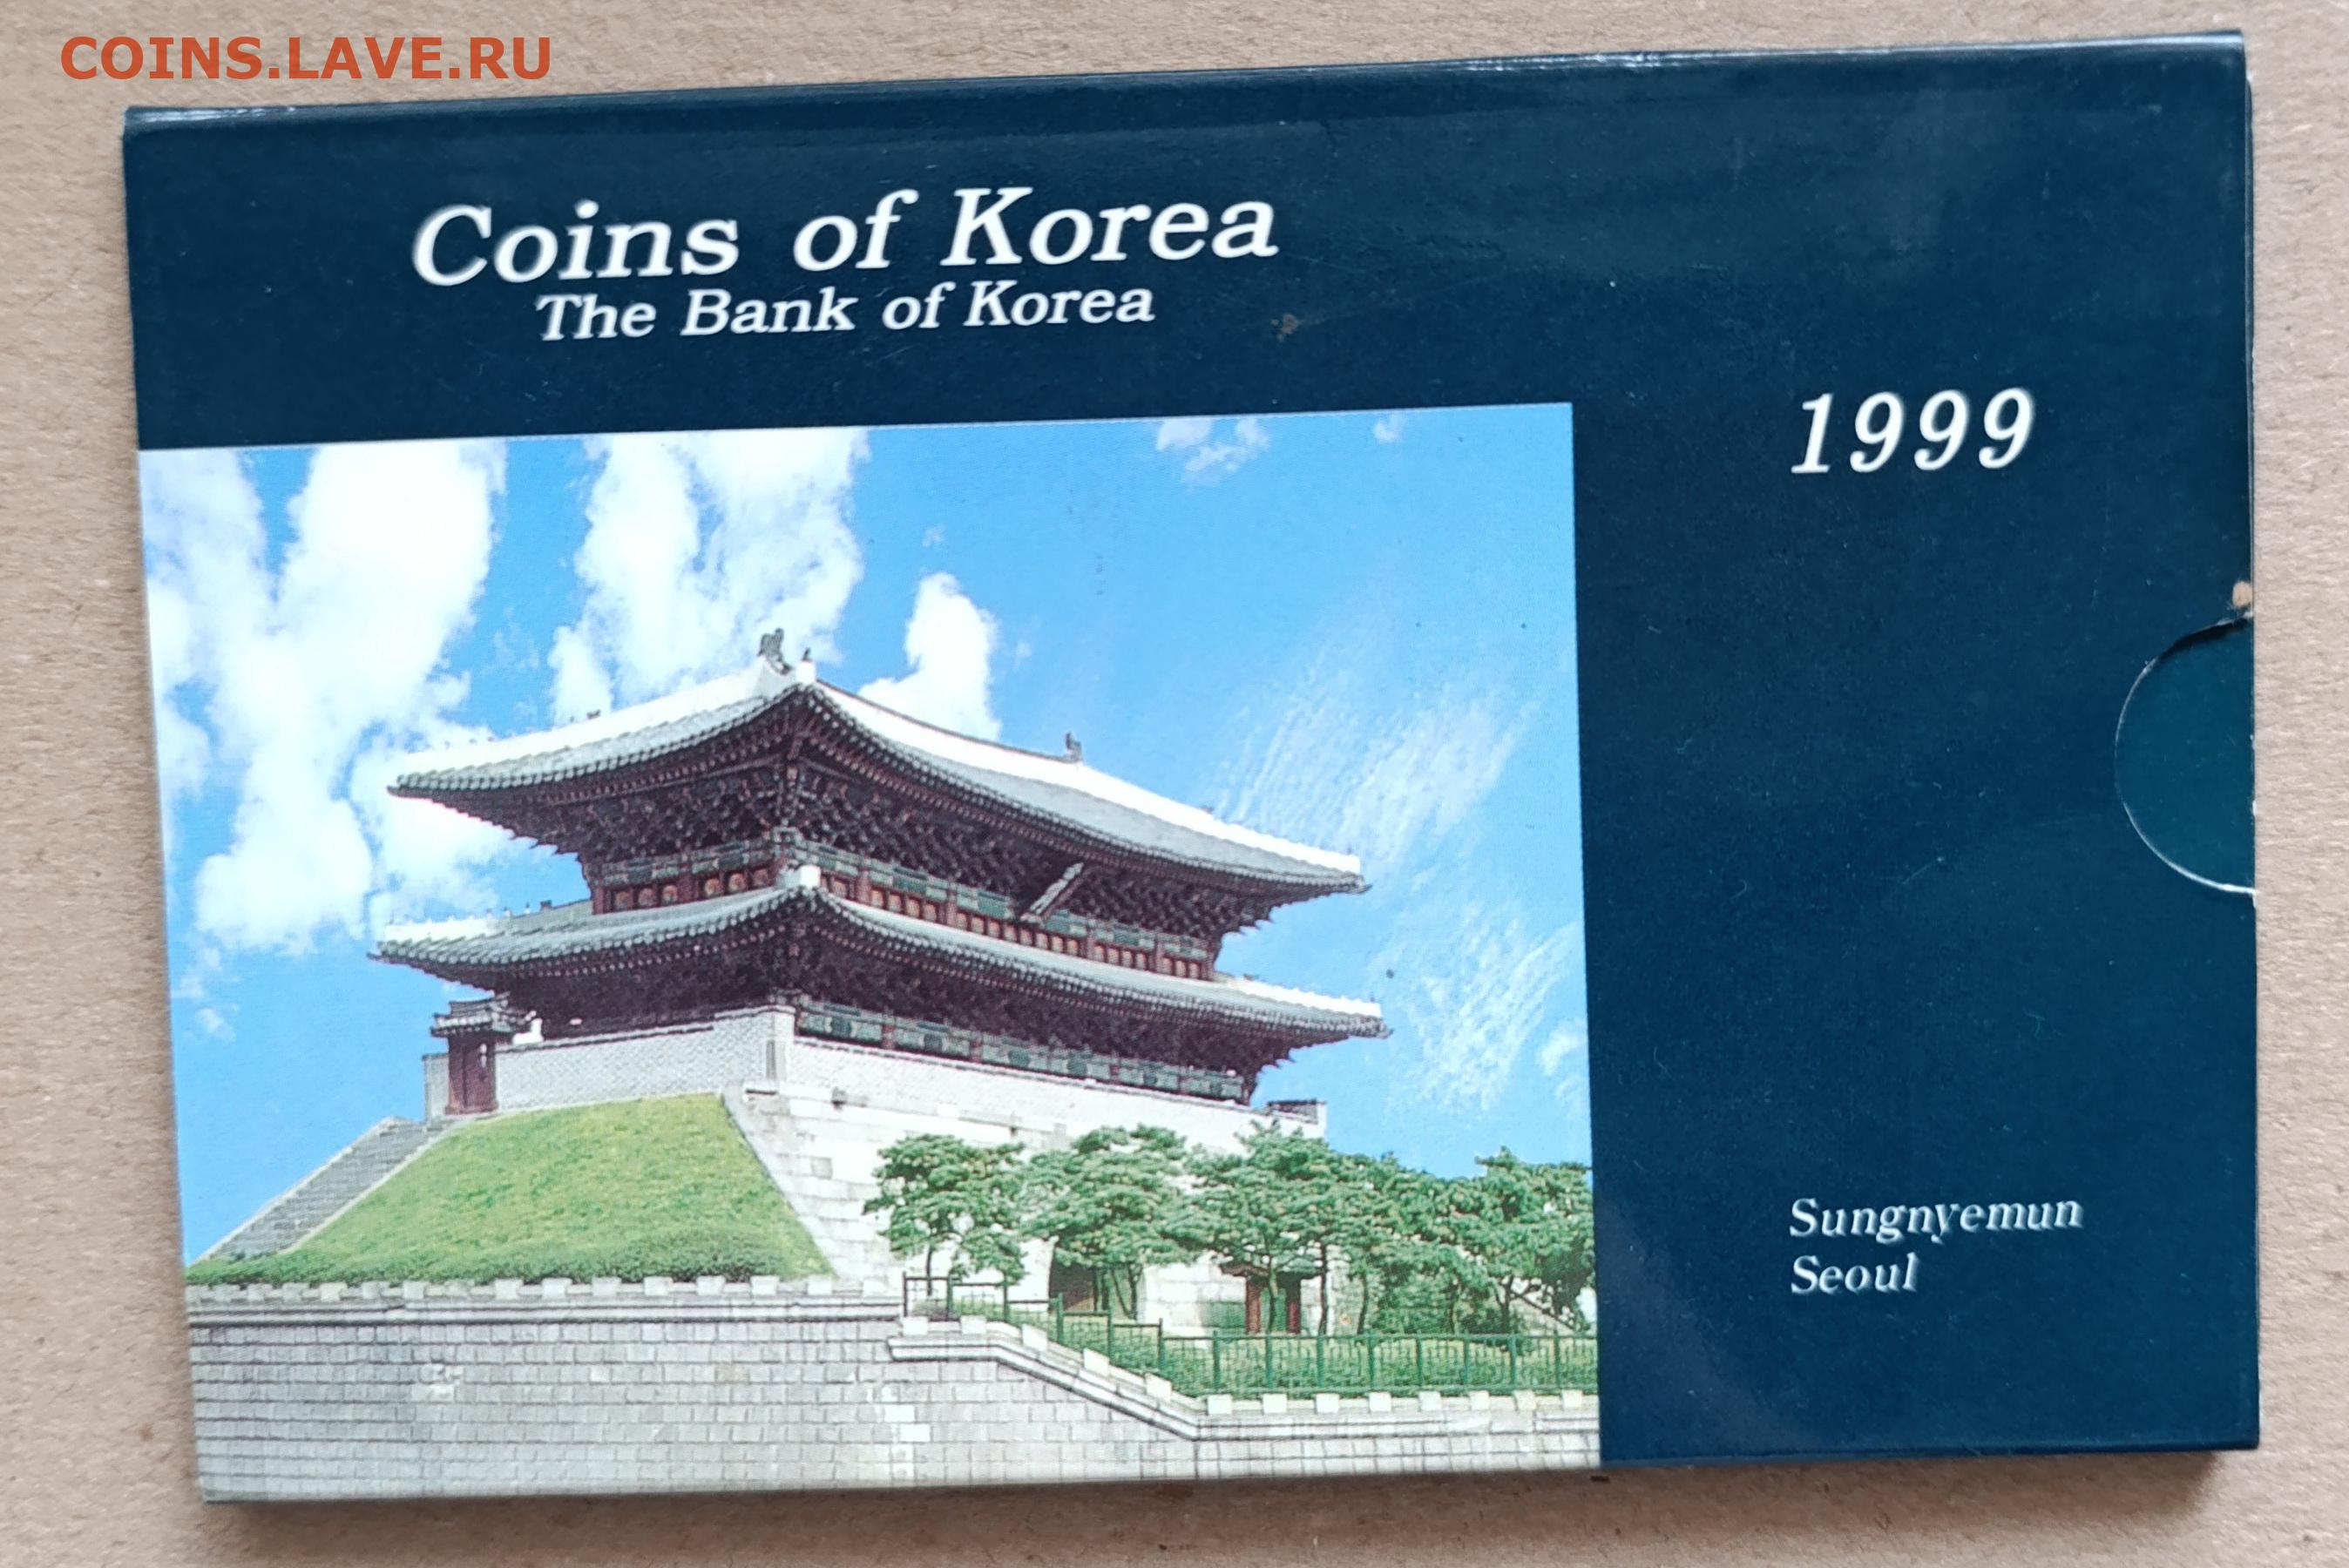 COINS.LAVE.RU
Coins of Korea
The Bank of Korea
1999
Sungnyemun
Seoul